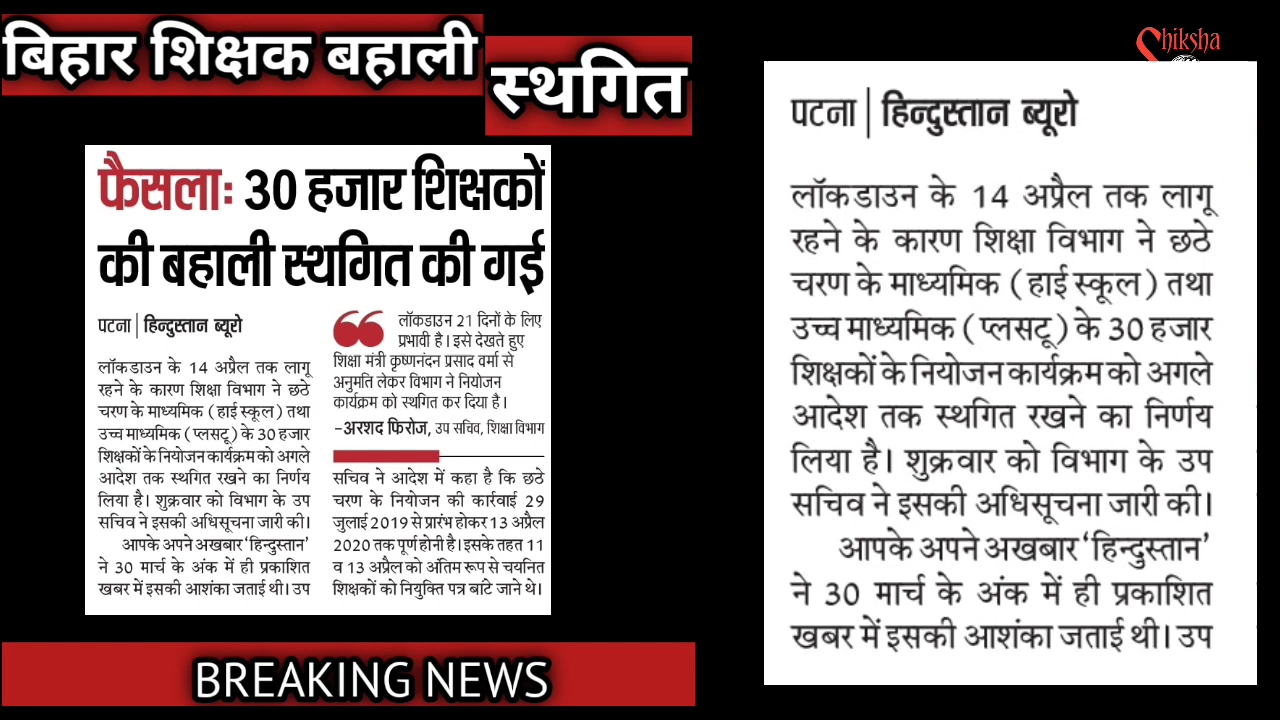 बिहार शिक्षक बहाली
स्थगित
फैसला: 30 हजार शिक्षकों
की बहाली स्थगित की गई
पटना | हिन्दुस्तान ब्यूरो
लॉकडाउन के 14 अप्रैल तक लागू
रहने के कारण शिक्षा विभाग ने छठे
चरण के माध्यमिक (हाई स्कूल) तथा
उच्च माध्यमिक (प्लसटू) के 30 हजार
शिक्षकों के नियोजन कार्यक्रम को अगले
आदेश तक स्थगित रखने का निर्णय
लिया है। शुक्रवार को विभाग के उप
सचिव ने इसकी अधिसूचना जारी की।
आपके अपने अखबार ‘हिन्दुस्तान’
ने 30 मार्च के अंक में ही प्रकाशित
खबर में इसकी आशंका जताई थी। उप
लॉकडाउन 21 दिनों के लिए
प्रभावी है। इसे देखते हुए
शिक्षा मंत्री कृष्णनंदन प्रसाद वर्मा से
अनुमति लेकर विभाग ने नियोजन
कार्यक्रम को स्थगित कर दिया है।
-अरशद फिरोज, उप सचिव, शिक्षा विभाग
सचिव ने आदेश में कहा है कि छठे
चरण के नियोजन की कार्रवाई 29
जुलाई 2019 से प्रारंभ होकर 13 अप्रैल
2020 तक पूर्ण होनी है। इसके तहत 11
व 13 अप्रैल को अंतिम रूप से चयनित
शिक्षकों को नियुक्ति पत्र बांटे जाने थे।
BREAKING NEWS
Shiksha
पटना | हिन्दुस्तान ब्यूरो
लॉकडाउन के 14 अप्रैल तक लागू
रहने के कारण शिक्षा विभाग ने छठे
चरण के माध्यमिक (हाई स्कूल) तथा
उच्च माध्यमिक (प्लसटू) के 30 हजार
शिक्षकों के नियोजन कार्यक्रम को अगले
आदेश तक स्थगित रखने का निर्णय
लिया है। शुक्रवार को विभाग के उप
सचिव ने इसकी अधिसूचना जारी की।
आपके अपने अखबार ‘हिन्दुस्तान’
ने 30 मार्च के अंक में ही प्रकाशित
खबर में इसकी आशंका जताई थी। उप